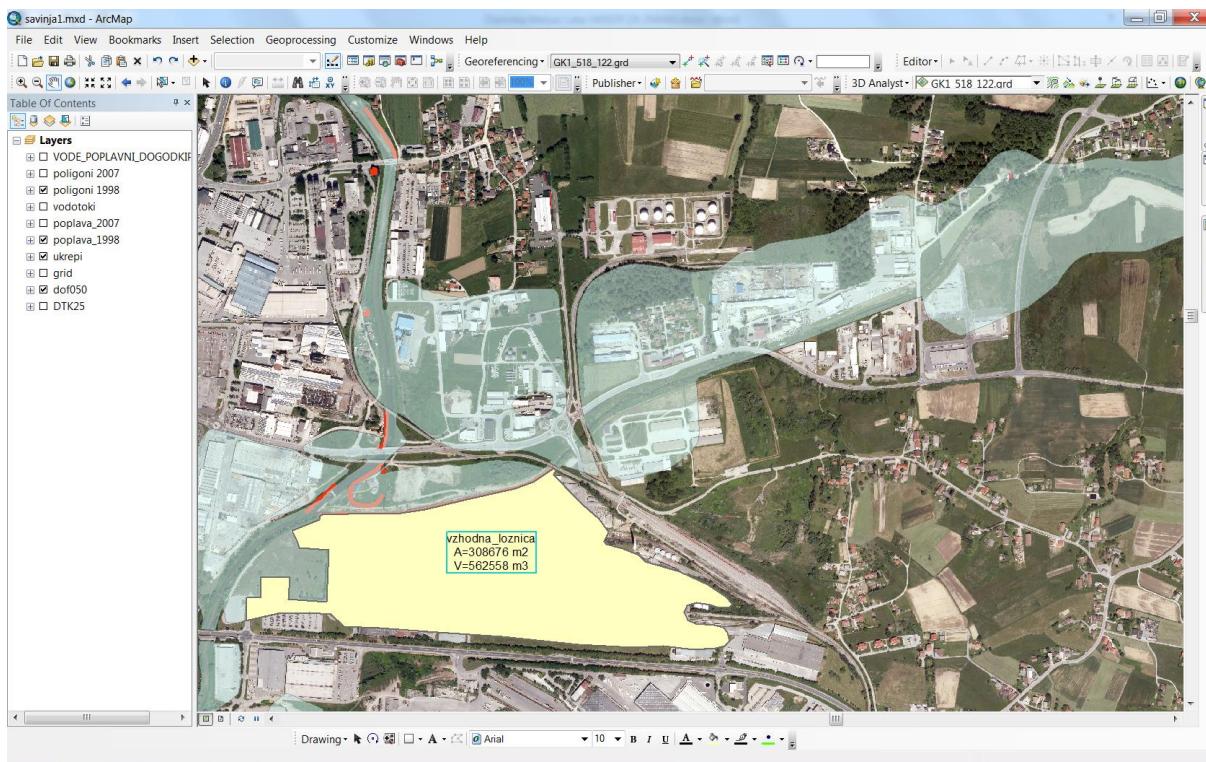 savinja1.mxd - ArcMap
File Edit View Bookmarks Insert Selection Geoprocessing Customize Windows Help
Georeferencing GK1_518_122.grd Editor
100% Publisher 3D Analyst GK1 518 122.grd
Table Of Contents
Layers
VODE_POPLAVNI_DOGODKI
poligoni 2007
poligoni 1998
vodotoki
poplava_2007
poplava_1998
ukrepi
grid
dof050
DTK25
vzhodna_loznica
A=308676 m2
V=562558 m3
Drawing A Arial 10 B I U A